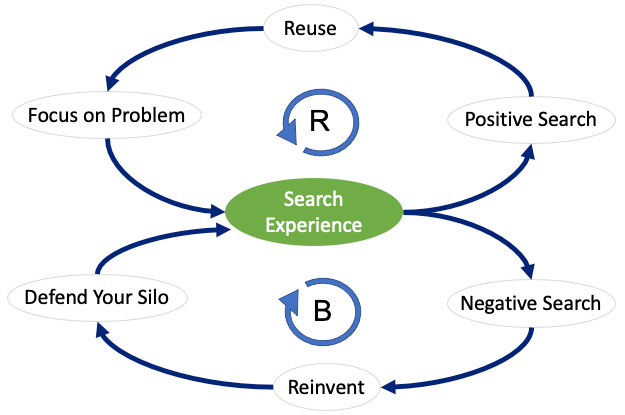 Reuse
Focus on Problem
R
Positive Search
Search
Experience
Defend Your Silo
B
Negative Search
Reinvent